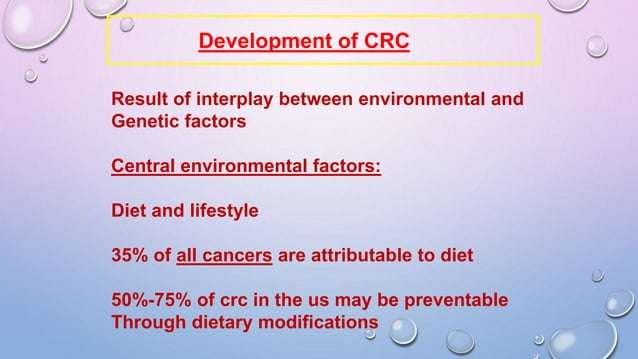 Development of CRC
Result of interplay between environmental and
Genetic factors
Central environmental factors:
Diet and lifestyle
35% of all cancers are attributable to diet
50%-75% of crc in the us may be preventable
Through dietary modifications